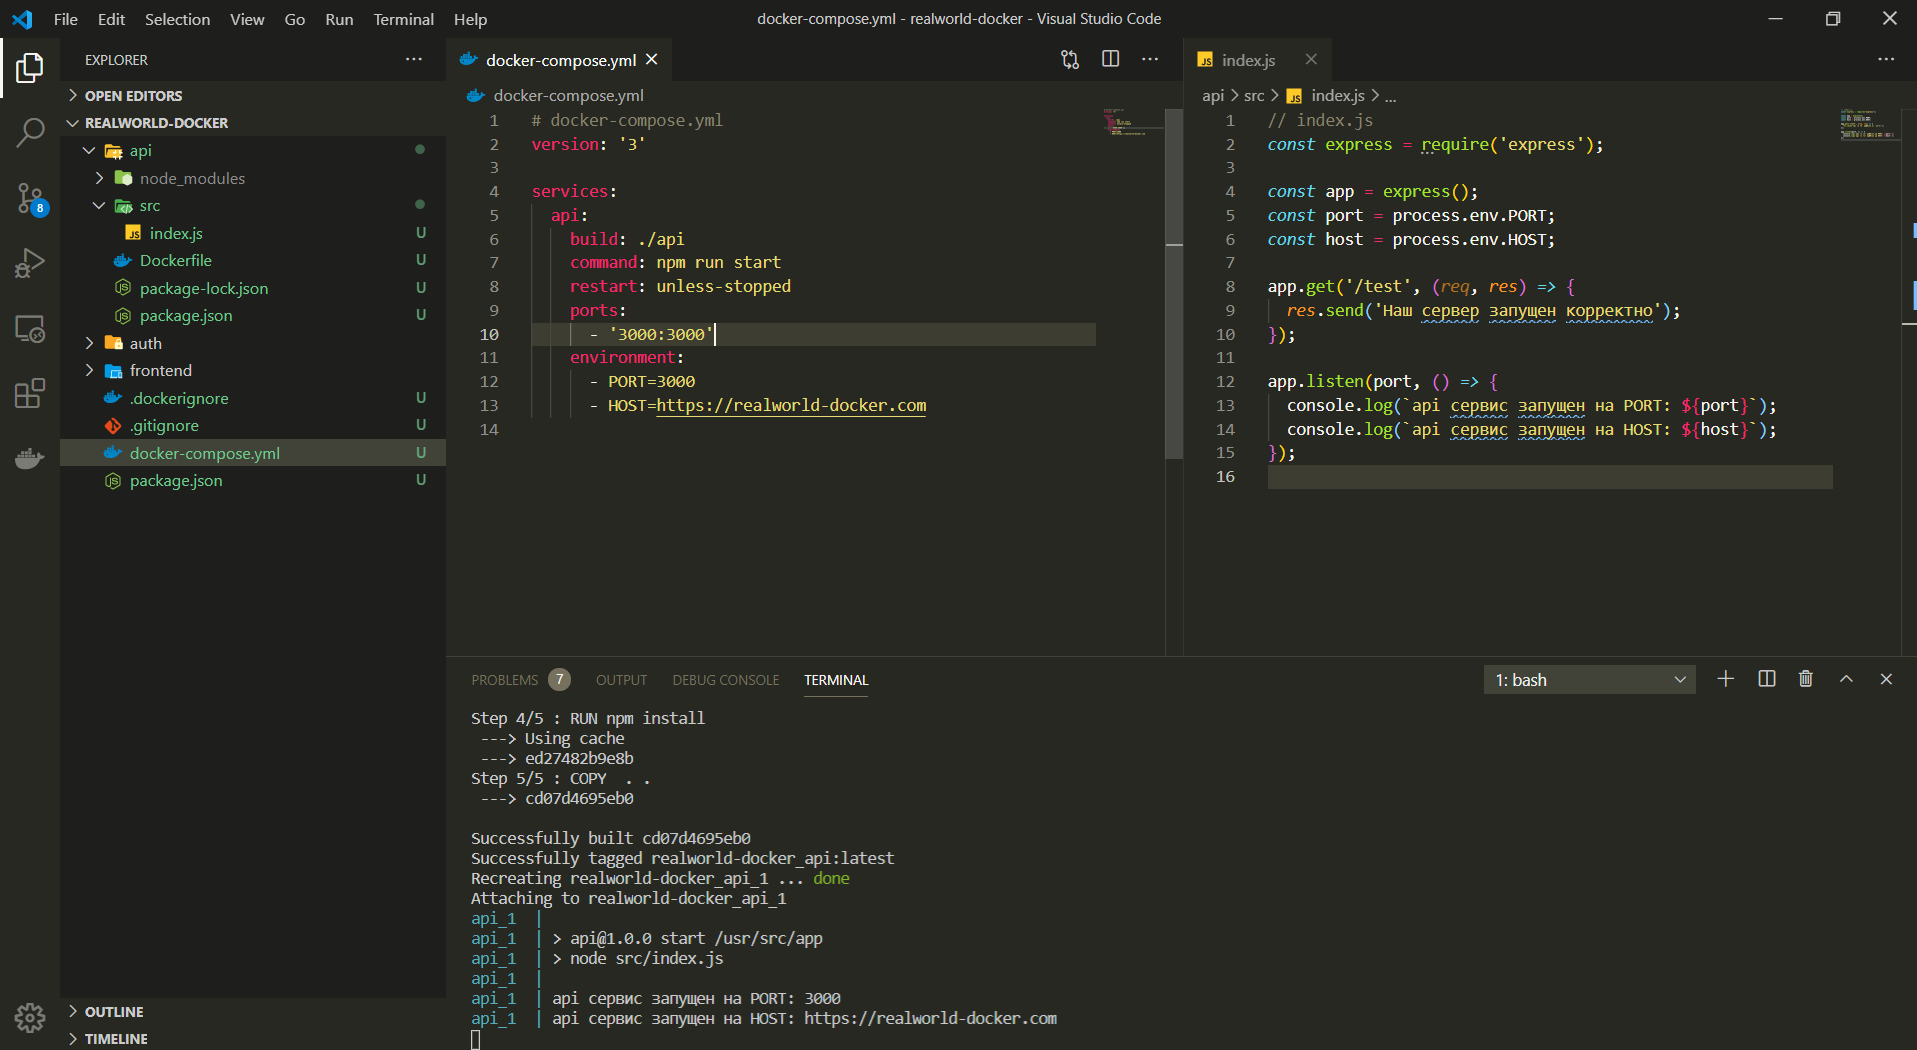 File Edit Selection View Go Run Terminal Help
docker-compose.yml - realworld-docker - Visual Studio Code
EXPLORER
OPEN EDITORS
REALWORLD-DOCKER
api
node_modules
src
index.js U
Dockerfile U
package-lock.json U
package.json U
auth
frontend
.dockerignore U
.gitignore U
docker-compose.yml U
package.json U
OUTLINE
TIMELINE
8
docker-compose.yml
docker-compose.yml
1 # docker-compose.yml
2 version: '3'
3
4 services:
5 api:
6 build: ./api
7 command: npm run start
8 restart: unless-stopped
9 ports:
10 - '3000:3000'
11 environment:
12 - PORT=3000
13 - HOST=https://realworld-docker.com
14
JS index.js
api > src > JS index.js > ...
1 // index.js
2 const express = require('express');
3
4 const app = express();
5 const port = process.env.PORT;
6 const host = process.env.HOST;
7
8 app.get('/test', (req, res) => {
9 res.send('Наш сервер запущен корректно');
10 });
11
12 app.listen(port, () => {
13 console.log(`api сервис запущен на PORT: ${port}`);
14 console.log(`api сервис запущен на HOST: ${host}`);
15 });
16
PROBLEMS 7 OUTPUT DEBUG CONSOLE TERMINAL
1: bash
Step 4/5 : RUN npm install
---> Using cache
---> ed27482b9e8b
Step 5/5 : COPY . .
---> cd07d4695eb0
Successfully built cd07d4695eb0
Successfully tagged realworld-docker_api:latest
Recreating realworld-docker_api_1 ... done
Attaching to realworld-docker_api_1
api_1 |
api_1 | > api@1.0.0 start /usr/src/app
api_1 | > node src/index.js
api_1 |
api_1 | api сервис запущен на PORT: 3000
api_1 | api сервис запущен на HOST: https://realworld-docker.com